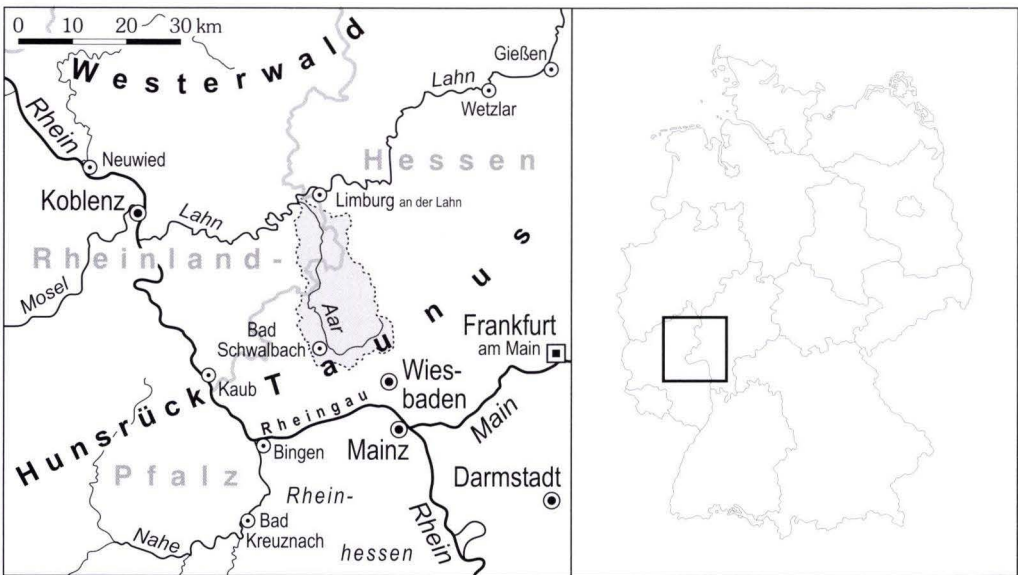 0 10 20 30 km
Westerwald
Gießen
Lahn
Wetzlar
Rhein
Neuwied
Hessen
Koblenz
Limburg an der Lahn
Lahn
Rheinland-
Mosel
Aar
Bad
Schwalbach
Taunus
Frankfurt
am Main
Wies-
baden
Kaub
Hunsrück
Rheingau
Main
Bingen
Mainz
Pfalz
Darmstadt
Rhein-
hessen
Bad
Kreuznach
Nahe
Rhein